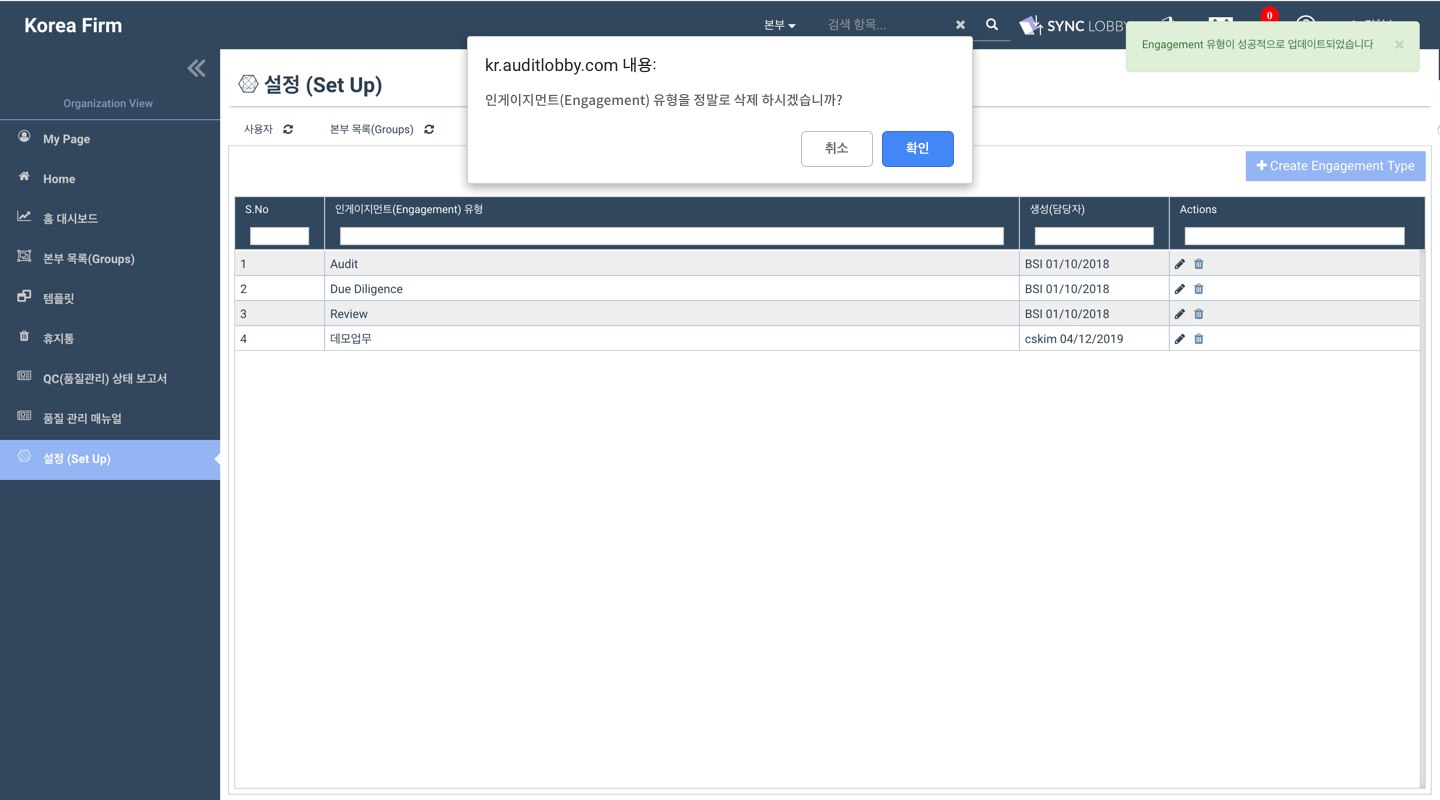 Korea Firm
본부
검색 항목...
SYNC LOBBY
0
Engagement 유형이 성공적으로 업데이트되었습니다
kr.auditlobby.com 내용:
인게이지먼트(Engagement) 유형을 정말로 삭제 하시겠습니까?
취소
확인
Organization View
My Page
Home
홈 대시보드
본부 목록(Groups)
템플릿
휴지통
QC(품질관리) 상태 보고서
품질 관리 매뉴얼
설정 (Set Up)
설정 (Set Up)
사용자
본부 목록(Groups)
Create Engagement Type
S.No 인게이지먼트(Engagement) 유형 생성(담당자) Actions
1 Audit BSI 01/10/2018
2 Due Diligence BSI 01/10/2018
3 Review BSI 01/10/2018
4 데모업무 cskim 04/12/2019